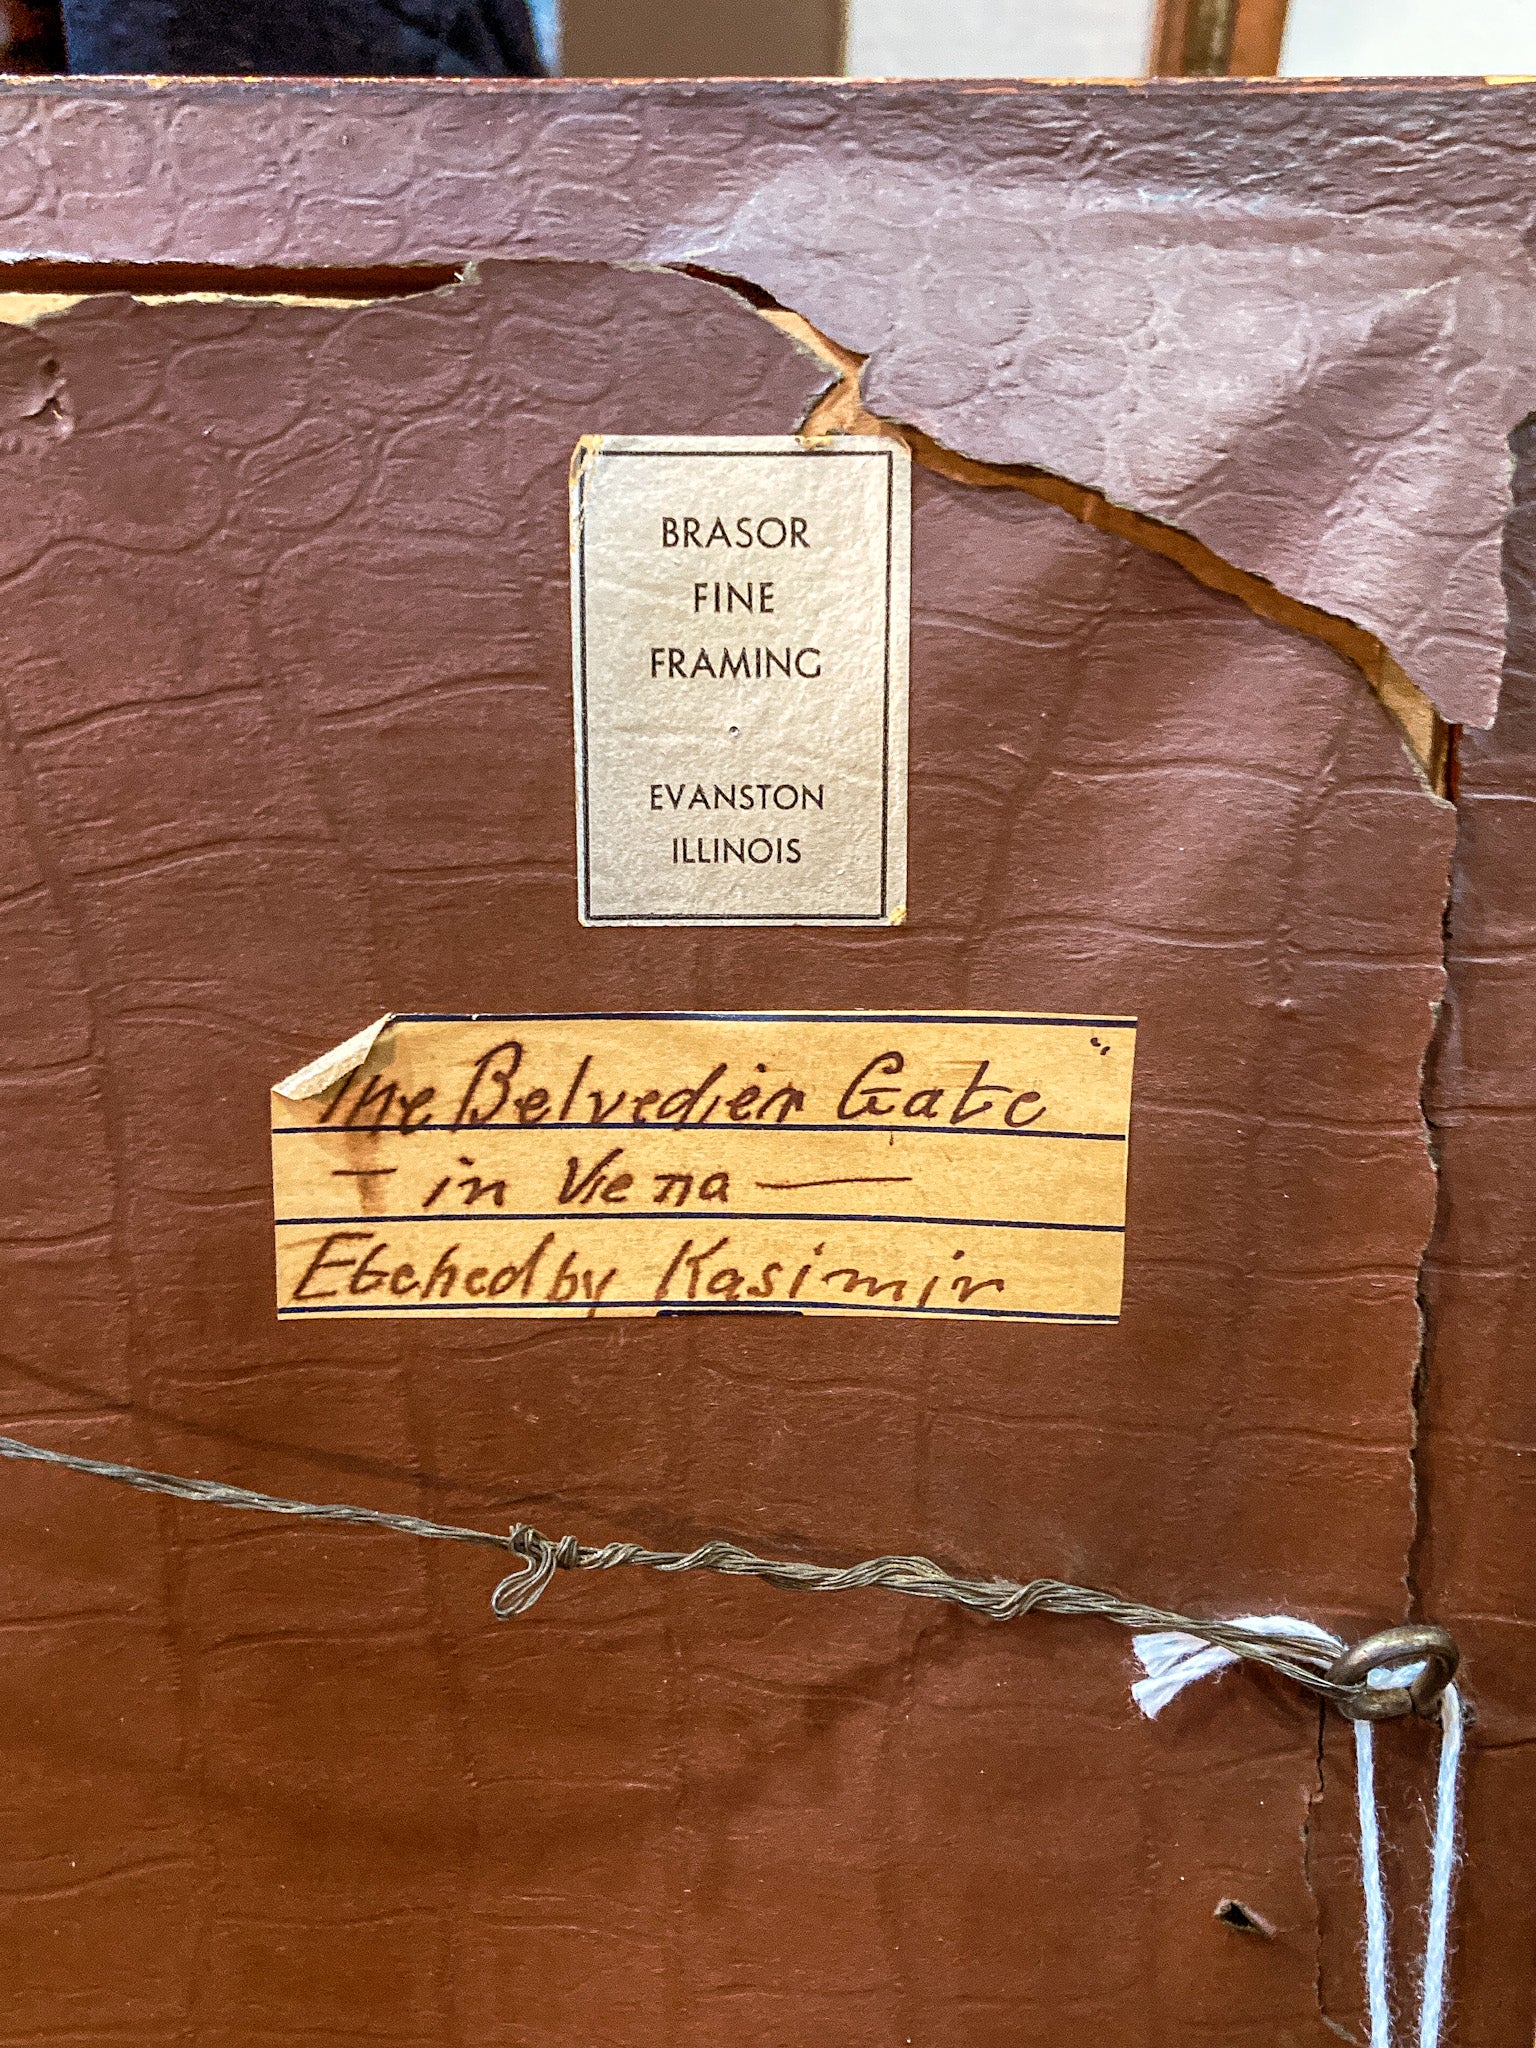 BRASOR
FINE
FRAMING
EVANSTON
ILLINOIS
The Belvedier Gate "
— in Viena —
Etched by Kasimir